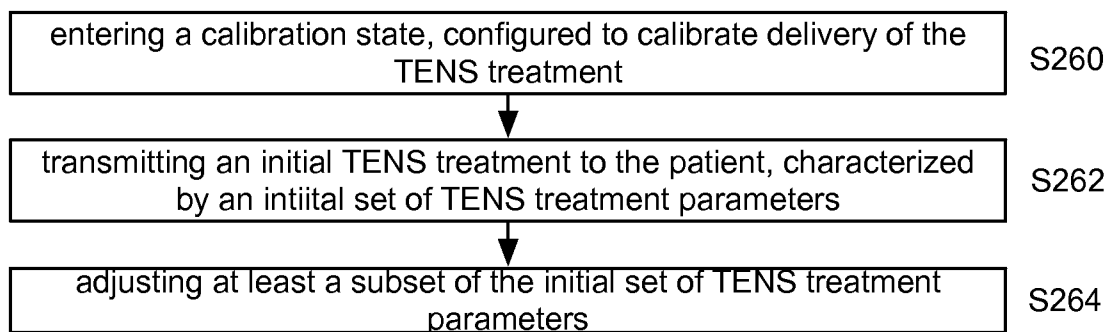 entering a calibration state, configured to calibrate delivery of the
TENS treatment
S260
transmitting an initial TENS treatment to the patient, characterized
by an intiital set of TENS treatment parameters
S262
adjusting at least a subset of the initial set of TENS treatment
parameters
S264